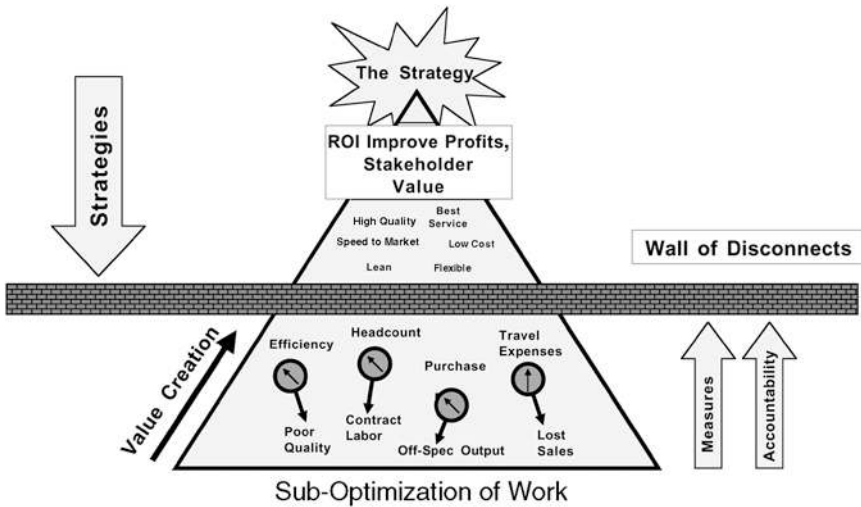 The Strategy
ROI Improve Profits,
Stakeholder
Value
Strategies
High Quality
Best
Service
Speed to Market
Low Cost
Lean
Flexible
Wall of Disconnects
Value Creation
Efficiency
Headcount
Purchase
Travel
Expenses
Poor
Quality
Contract
Labor
Off-Spec Output
Lost
Sales
Measures
Accountability
Sub-Optimization of Work